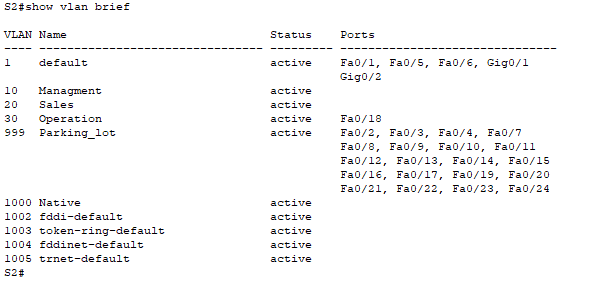 S2#show vlan brief
VLAN Name                             Status    Ports
---- -------------------------------- --------- -------------------------------
1    default                          active    Fa0/1, Fa0/5, Fa0/6, Gig0/1
                                                Gig0/2
10   Managment                        active
20   Sales                            active
30   Operation                        active    Fa0/18
999  Parking_lot                      active    Fa0/2, Fa0/3, Fa0/4, Fa0/7
                                                Fa0/8, Fa0/9, Fa0/10, Fa0/11
                                                Fa0/12, Fa0/13, Fa0/14, Fa0/15
                                                Fa0/16, Fa0/17, Fa0/19, Fa0/20
                                                Fa0/21, Fa0/22, Fa0/23, Fa0/24
1000 Native                           active
1002 fddi-default                     active
1003 token-ring-default               active
1004 fddinet-default                  active
1005 trnet-default                    active
S2#